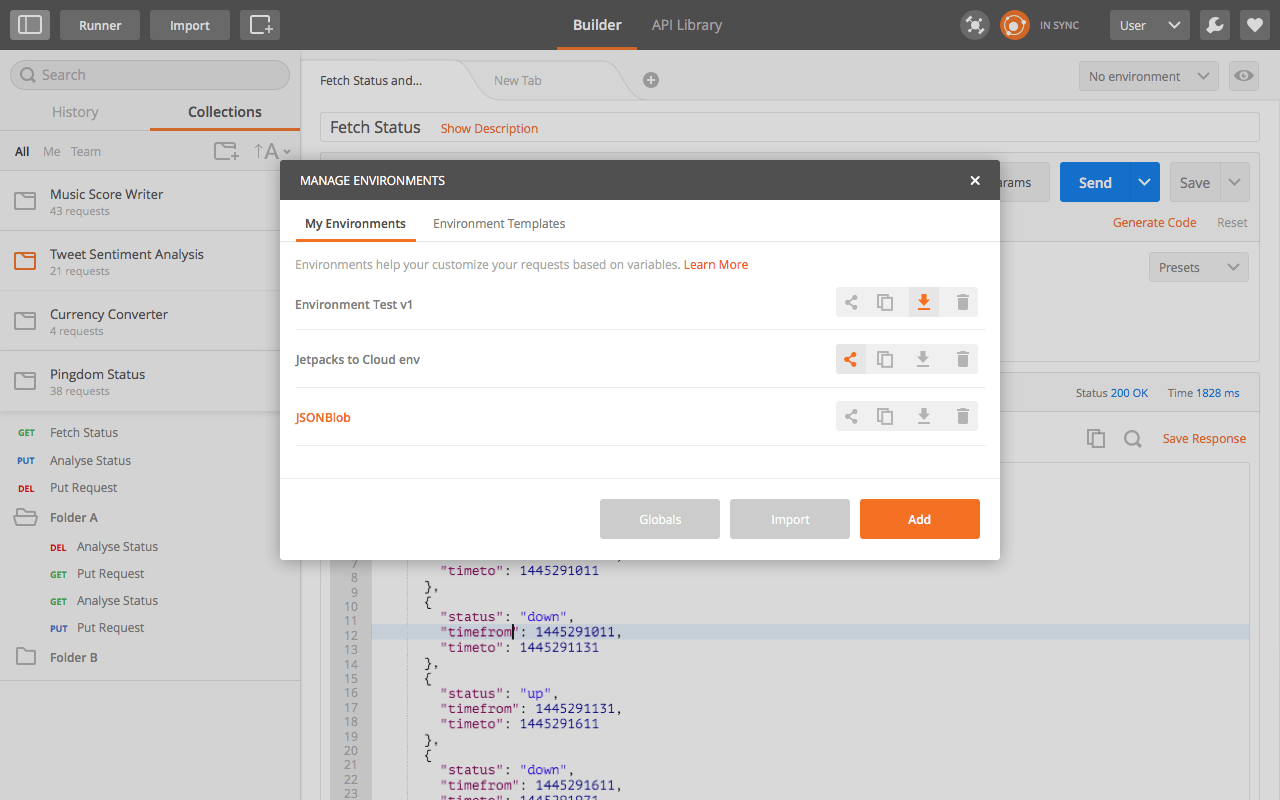 Runner Import Builder API Library IN SYNC User
Search
History Collections
All Me Team A
Music Score Writer
43 requests
Tweet Sentiment Analysis
21 requests
Currency Converter
4 requests
Pingdom Status
38 requests
GET Fetch Status
PUT Analyse Status
DEL Put Request
Folder A
DEL Analyse Status
GET Put Request
GET Analyse Status
PUT Put Request
Folder B
Fetch Status and... New Tab No environment
Fetch Status Show Description
Send Save
Generate Code Reset
Presets
MANAGE ENVIRONMENTS
My Environments Environment Templates
Environments help your customize your requests based on variables. Learn More
Environment Test v1
Jetpacks to Cloud env
JSONBlob
Globals Import Add
Status 200 OK Time 1828 ms
Save Response
7
8 "timeto": 1445291011
9 },
10 {
11 "status": "down",
12 "timefrom": 1445291011,
13 "timeto": 1445291131
14 },
15 {
16 "status": "up",
17 "timefrom": 1445291131,
18 "timeto": 1445291611
19 },
20 {
21 "status": "down",
22 "timefrom": 1445291611,
23